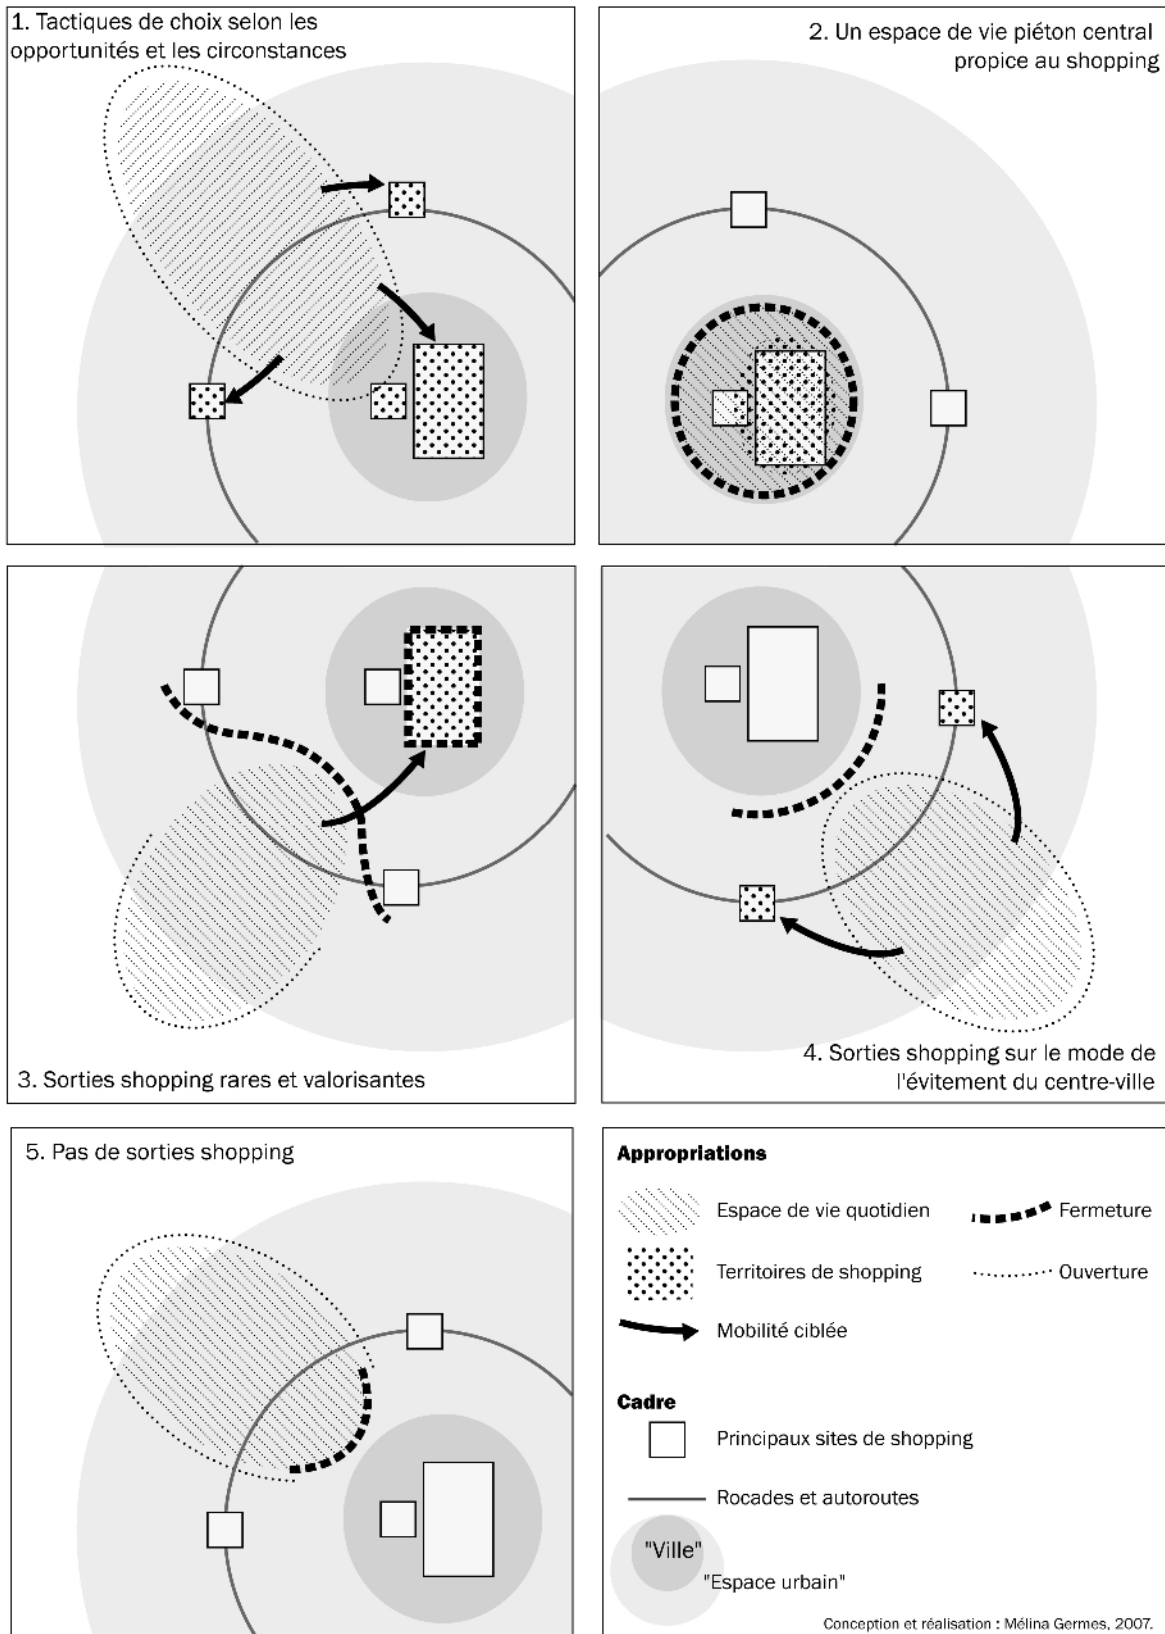 1. Tactiques de choix selon les
opportunités et les circonstances
2. Un espace de vie piéton central
propice au shopping
3. Sorties shopping rares et valorisantes
4. Sorties shopping sur le mode de
l'évitement du centre-ville
5. Pas de sorties shopping
Appropriations
Espace de vie quotidien
Fermeture
Territoires de shopping
Ouverture
Mobilité ciblée
Cadre
Principaux sites de shopping
Rocades et autoroutes
"Ville"
"Espace urbain"
Conception et réalisation : Mélina Germes, 2007.